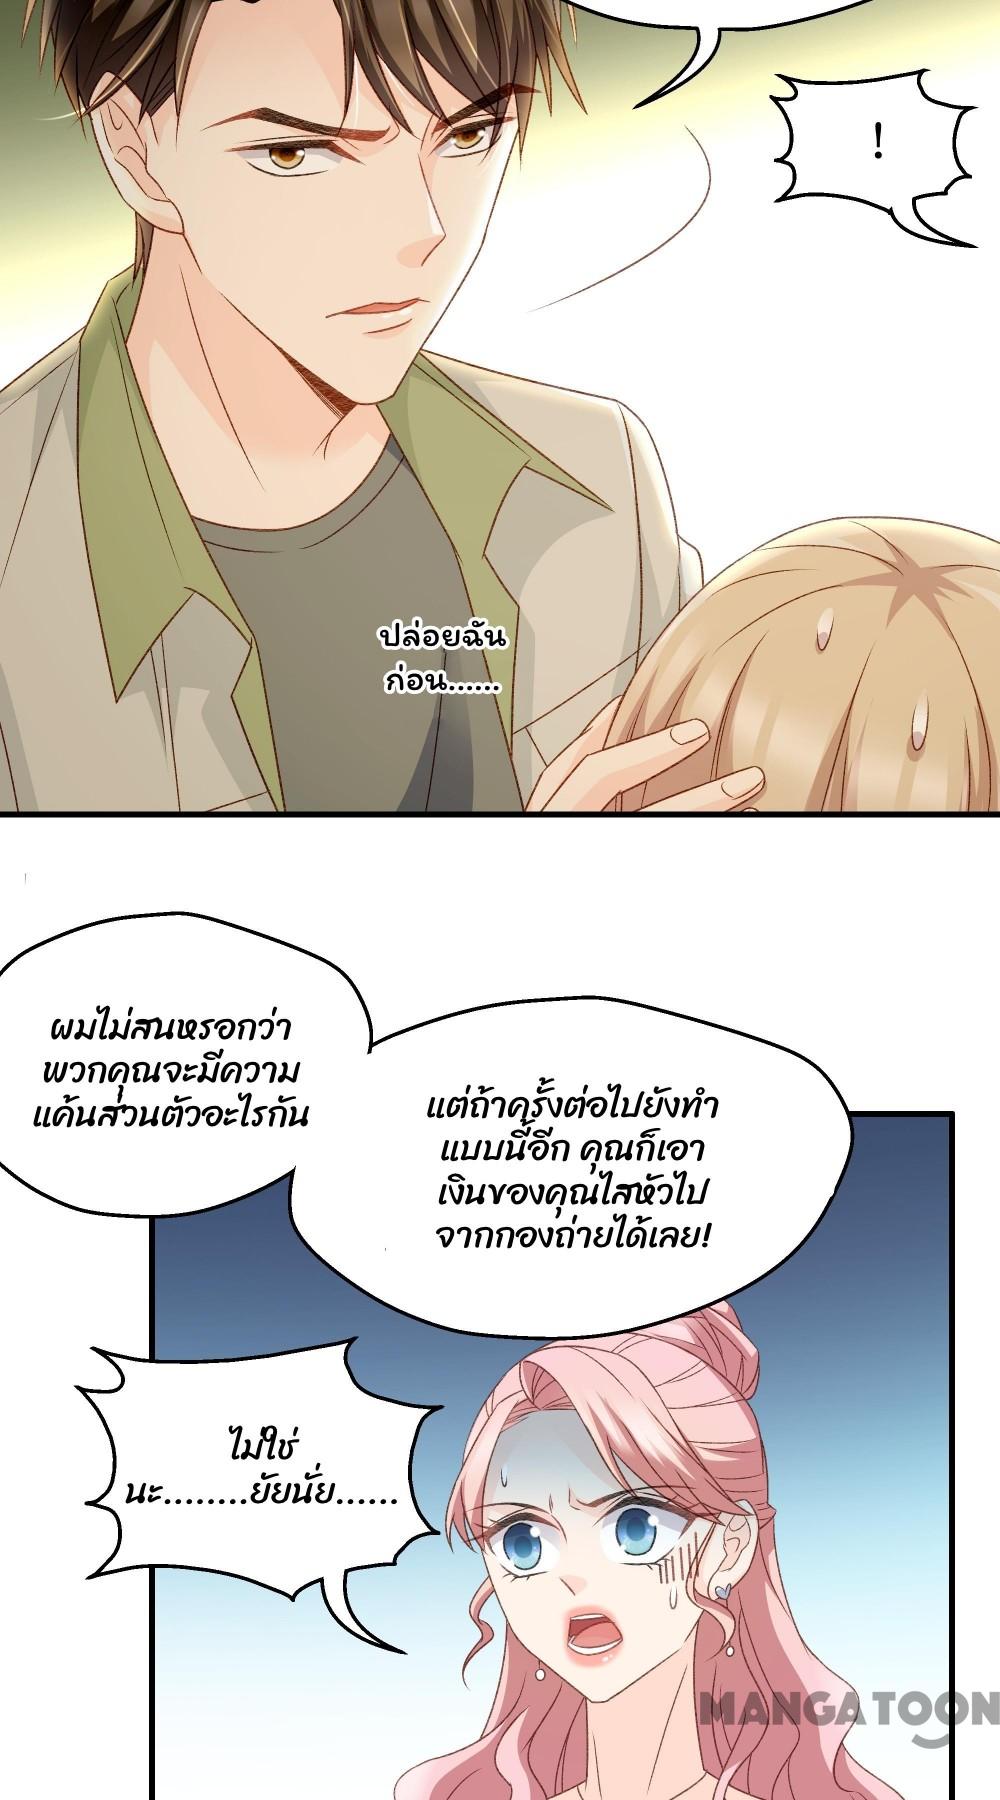 !
ปล่อยฉัน
ก่อน......
ผมไม่สนหรอกว่า
พวกคุณจะมีความ
แค้นส่วนตัวอะไรกัน
แต่ถ้าครั้งต่อไปยังทำ
แบบนี้อีก คุณก็เอา
เงินของคุณไสหัวไป
จากกองถ่ายได้เลย!
ไม่ใช่
นะ........ยัยนั่ย......
MANGATOON